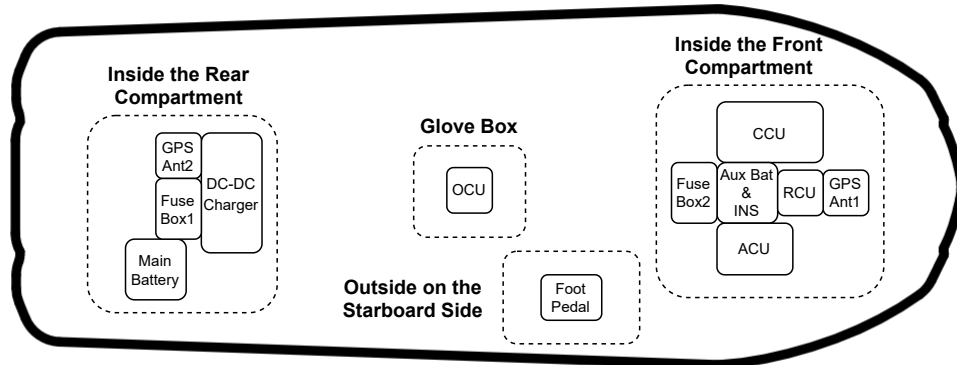 Inside the Rear
Compartment
GPS
Ant2
DC-DC
Charger
Fuse
Box1
Main
Battery
Glove Box
OCU
Outside on the
Starboard Side
Foot
Pedal
Inside the Front
Compartment
CCU
Fuse
Box2
Aux Bat
&
INS
RCU
GPS
Ant1
ACU